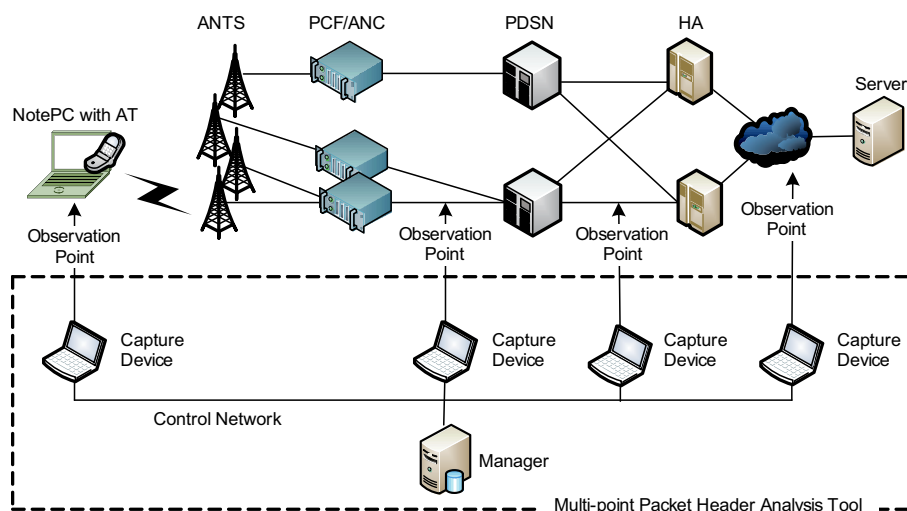 ANTS
PCF/ANC
PDSN
HA
Server
NotePC with AT
Observation
Point
Observation
Point
Observation
Point
Observation
Point
Capture
Device
Capture
Device
Capture
Device
Capture
Device
Control Network
Manager
Multi-point Packet Header Analysis Tool